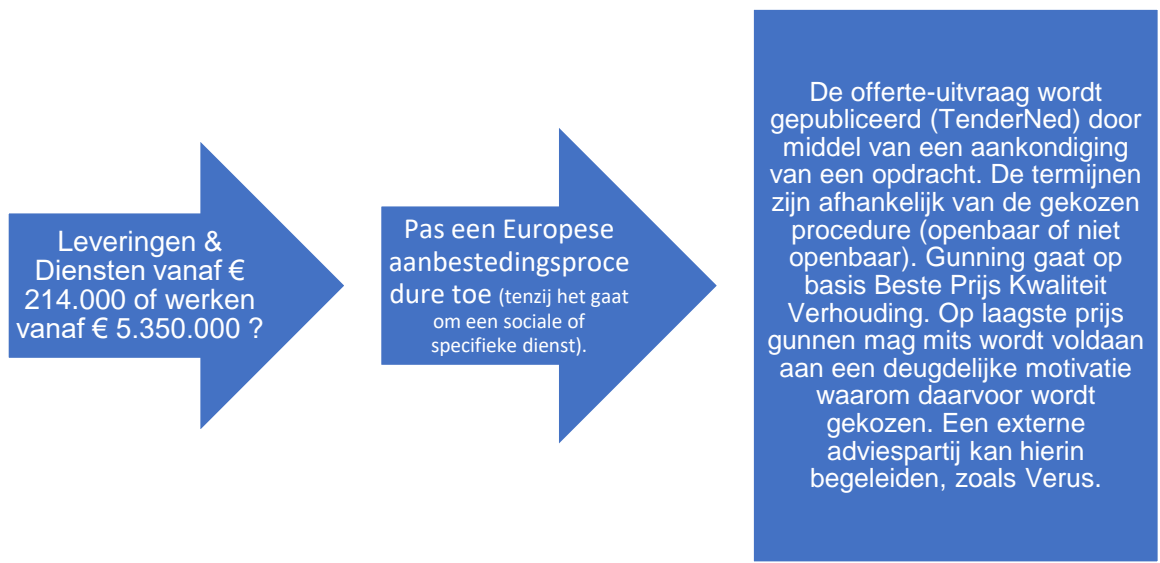 Leveringen &
Diensten vanaf €
214.000 of werken
vanaf € 5.350.000 ?
Pas een Europese
aanbestedingsproce
dure toe (tenzij het gaat
om een sociale of
specifieke dienst).
De offerte-uitvraag wordt
gepubliceerd (TenderNed) door
middel van een aankondiging
van een opdracht. De termijnen
zijn afhankelijk van de gekozen
procedure (openbaar of niet
openbaar). Gunning gaat op
basis Beste Prijs Kwaliteit
Verhouding. Op laagste prijs
gunnen mag mits wordt voldaan
aan een deugdelijke motivatie
waarom daarvoor wordt
gekozen. Een externe
adviespartij kan hierin
begeleiden, zoals Verus.